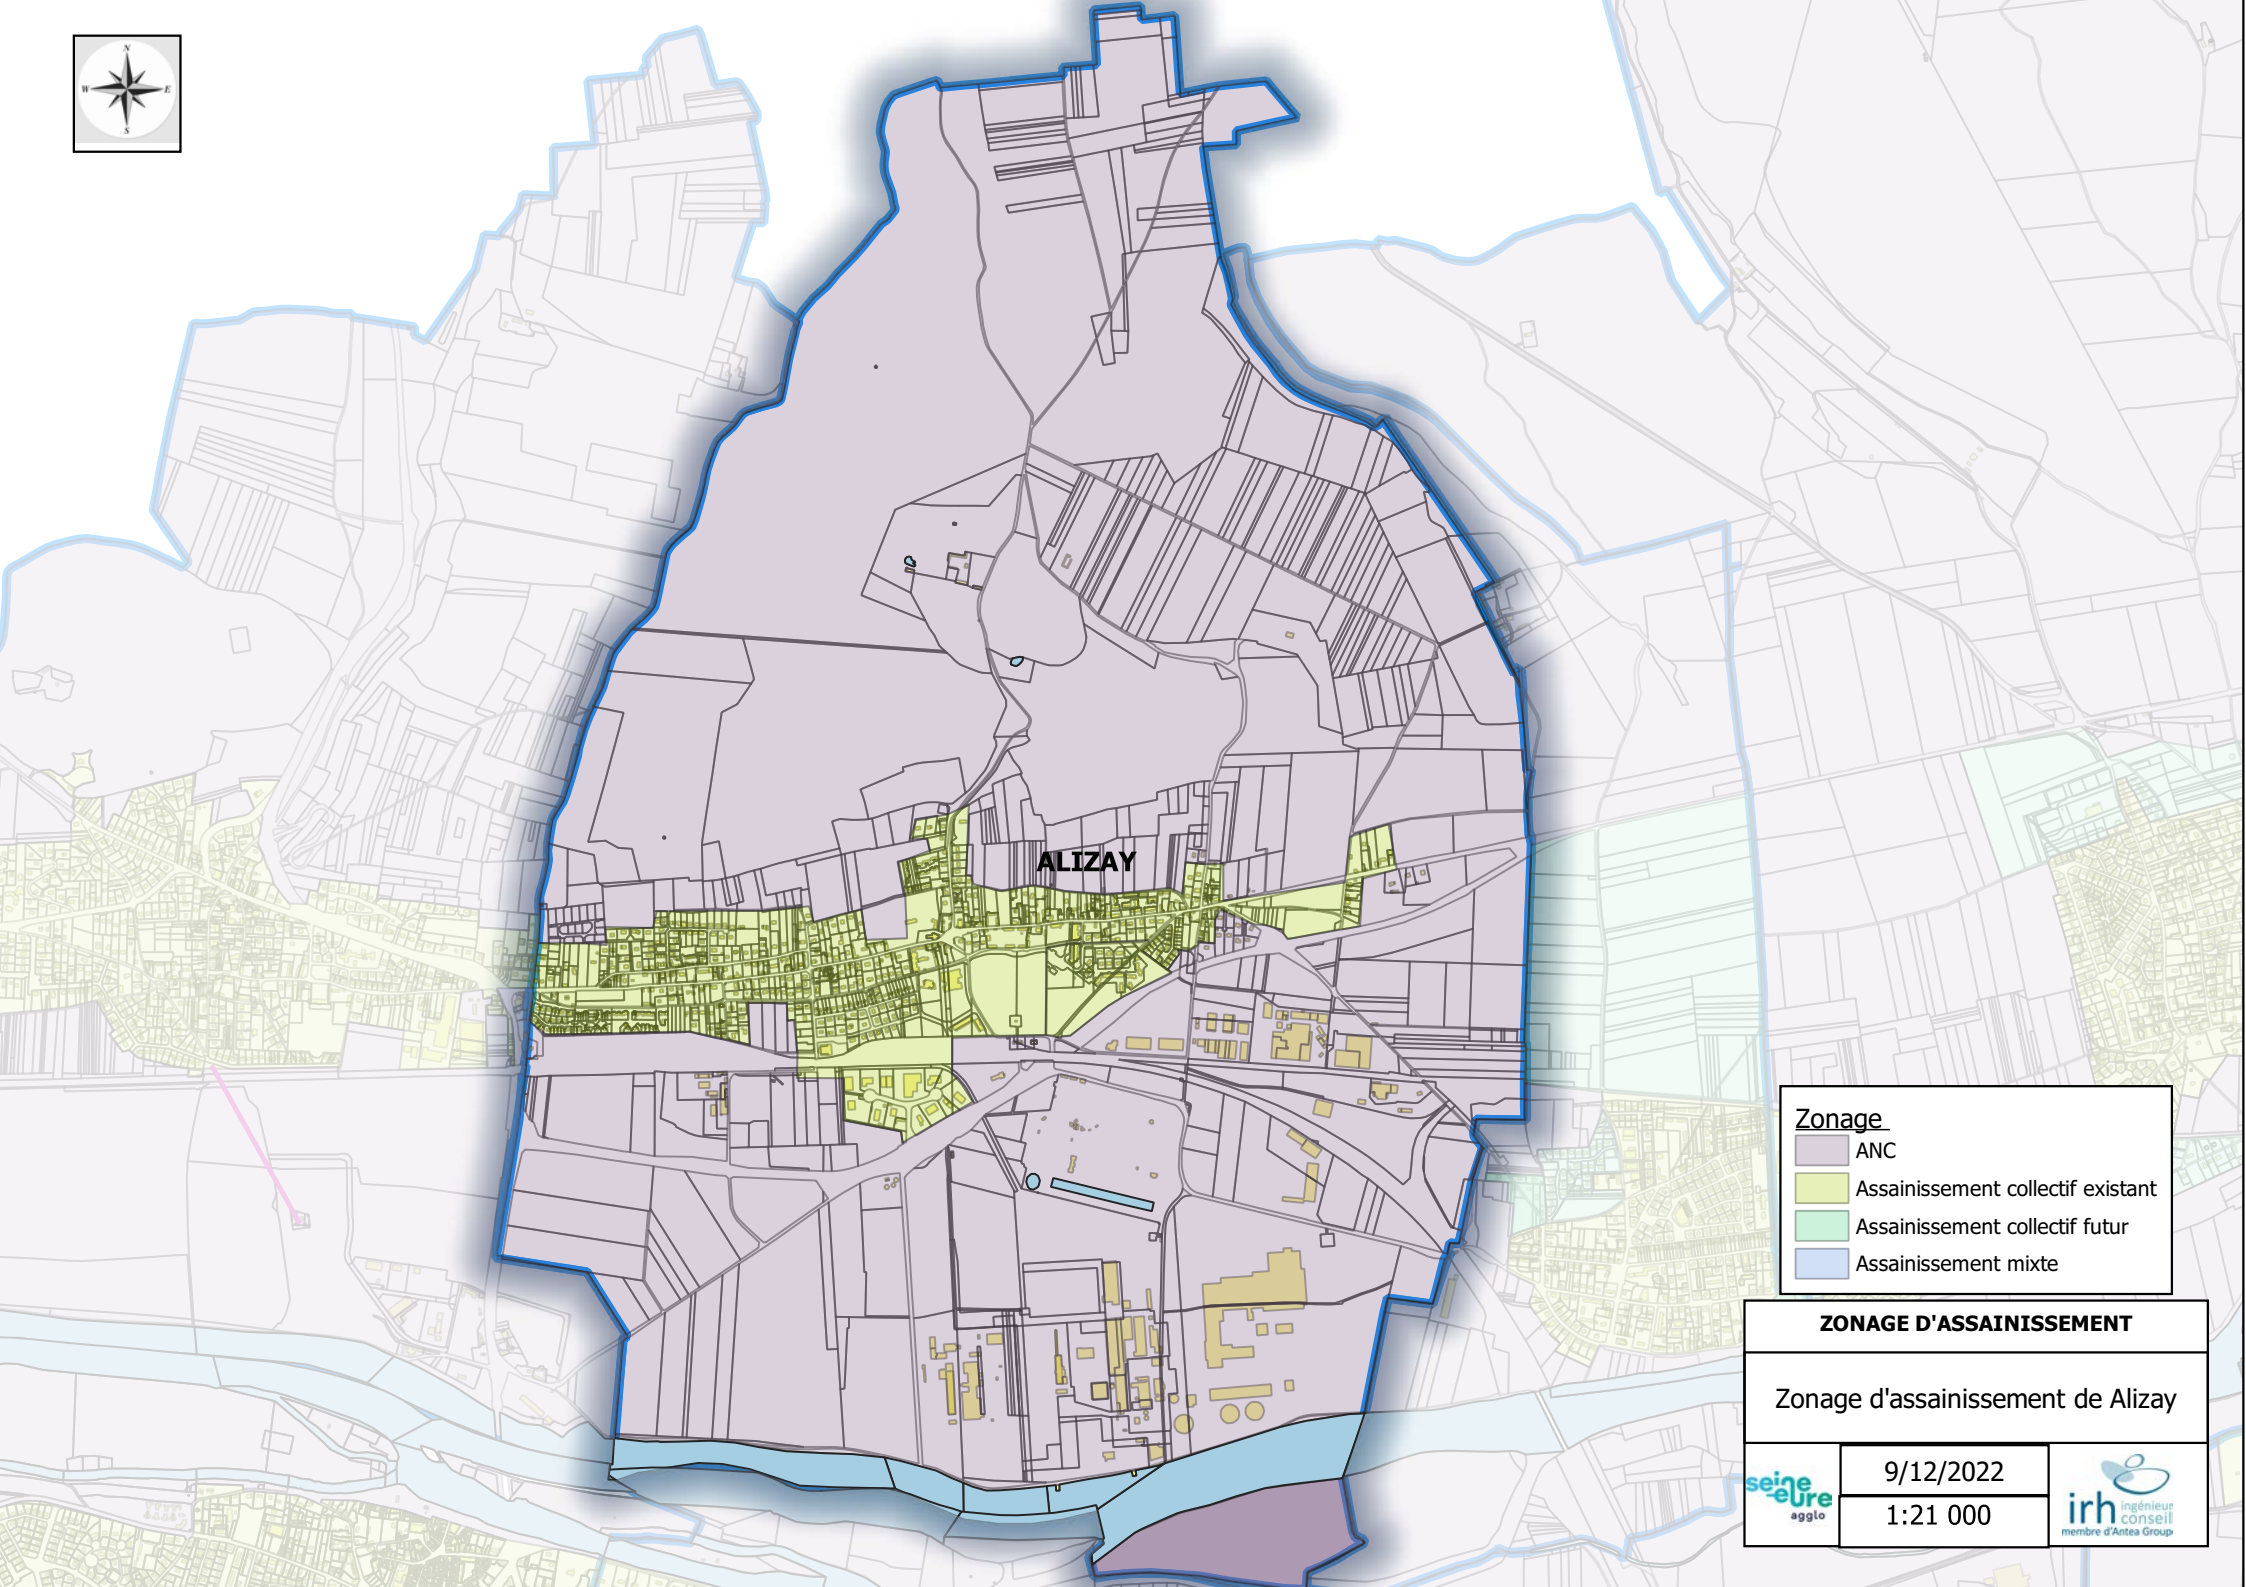 N
W E
S
ALIZAY
Zonage
ANC
Assainissement collectif existant
Assainissement collectif futur
Assainissement mixte
ZONAGE D'ASSAINISSEMENT
Zonage d'assainissement de Alizay
seine
eure
agglo
9/12/2022
1:21 000
irh ingénieur
conseil
membre d'Antea Group